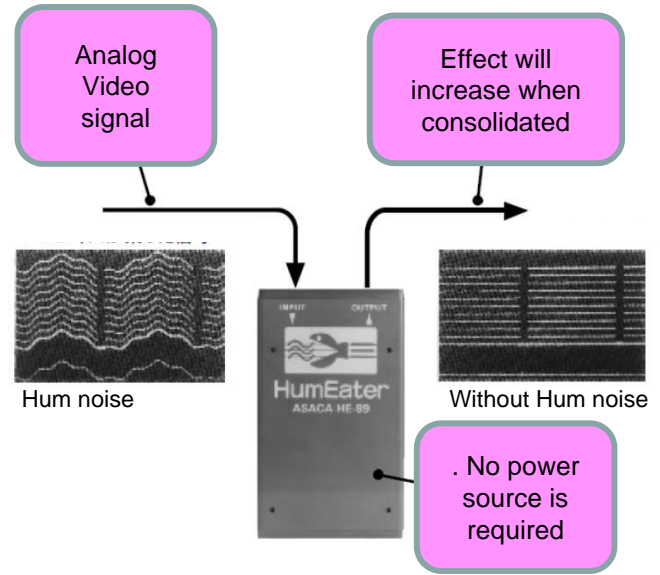 Analog
Video
signal
Effect will
increase when
consolidated
INPUT
OUTPUT
HumEater
ASACA HE-89
Hum noise
Without Hum noise
. No power
source is
required